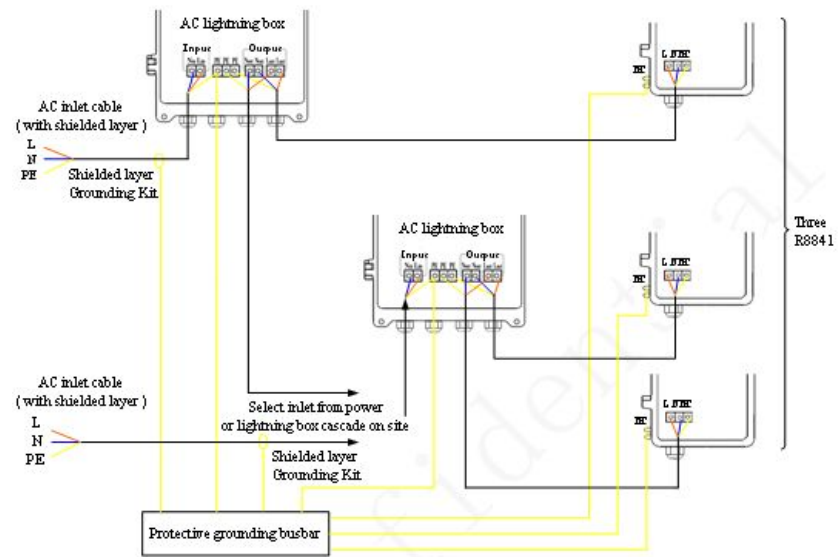 AC lightning box
Input
Output
AC inlet cable
( with shielded layer )
L
N
PE
Shielded layer
Grounding Kit
L N
Three
R8841
AC lightning box
Input
Output
L N
AC inlet cable
( with shielded layer )
L
N
PE
Select inlet from power
or lightning box cascade on site
Shielded layer
Grounding Kit
L N
Protective grounding busbar
fidential